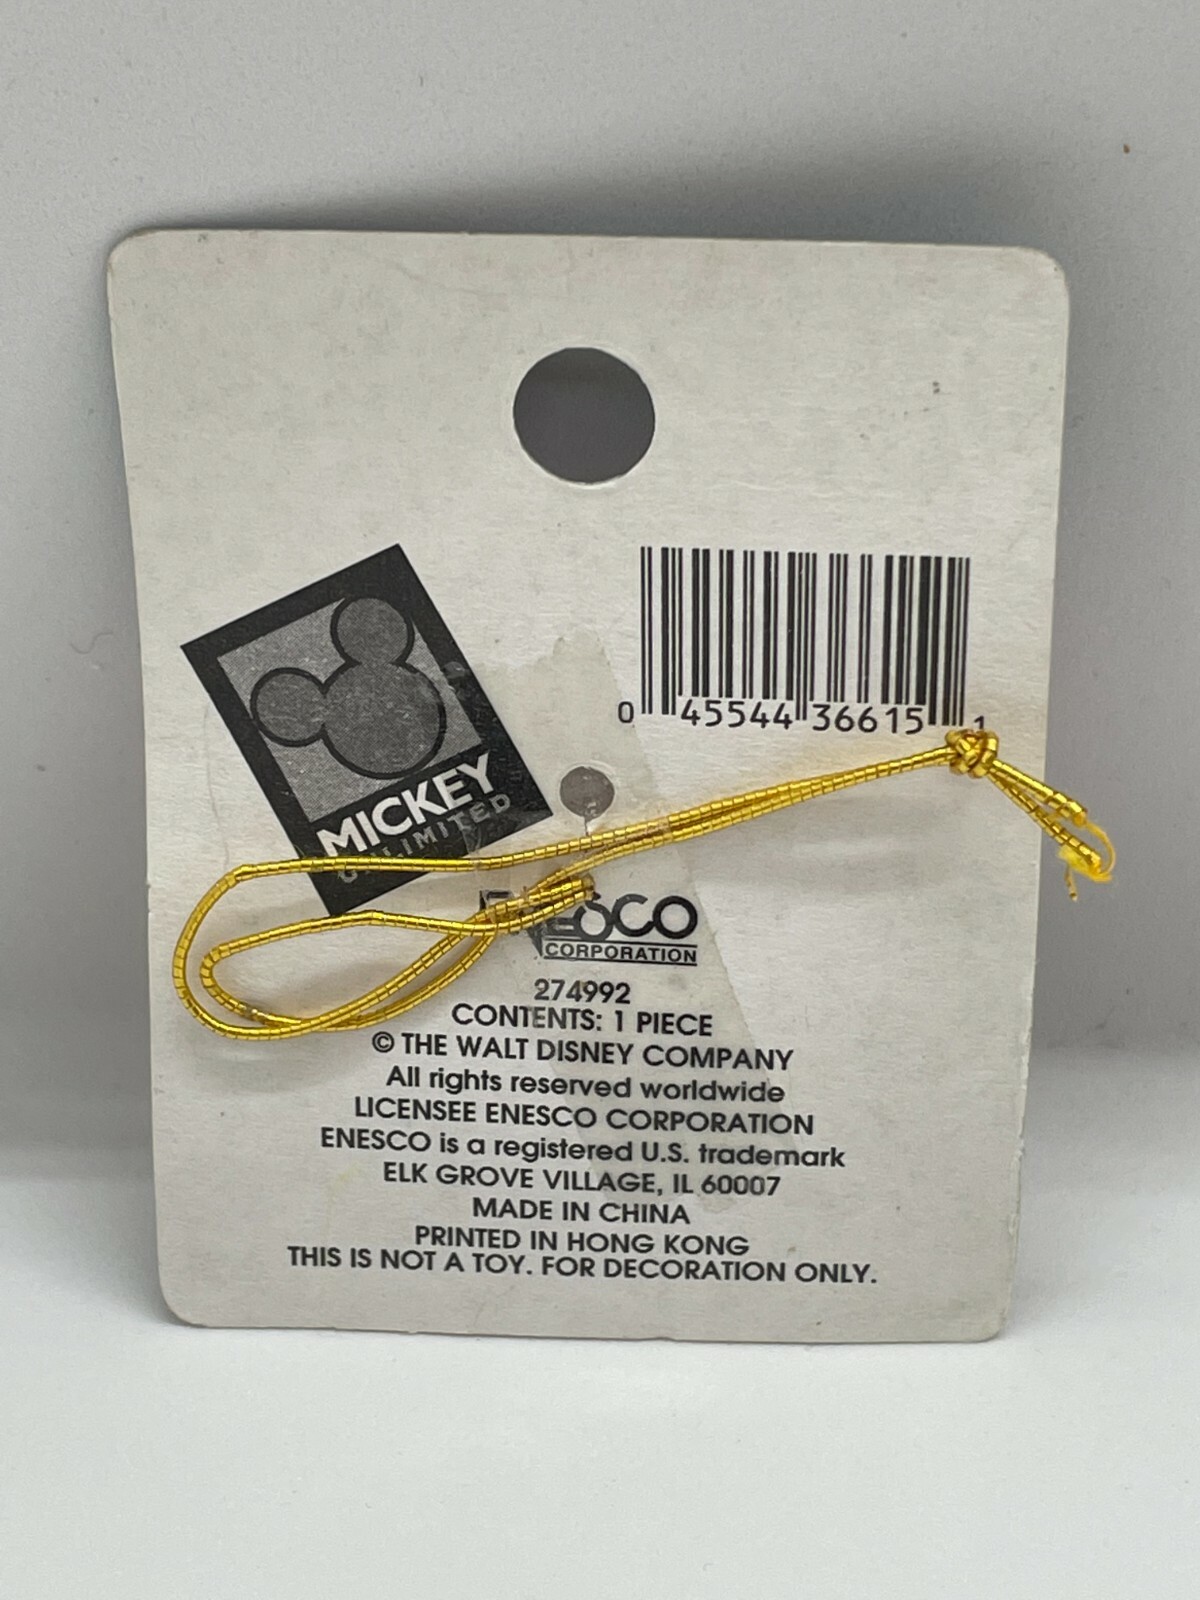 MICKEY
UNLIMITED
0 45544 36615 1
ENESCO
CORPORATION
274992
CONTENTS: 1 PIECE
© THE WALT DISNEY COMPANY
All rights reserved worldwide
LICENSEE ENESCO CORPORATION
ENESCO is a registered U.S. trademark
ELK GROVE VILLAGE, IL 60007
MADE IN CHINA
PRINTED IN HONG KONG
THIS IS NOT A TOY. FOR DECORATION ONLY.